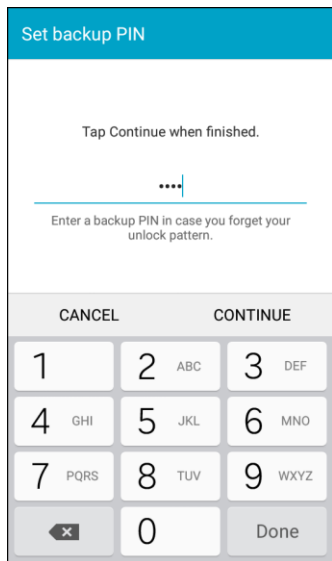 Set backup PIN
Tap Continue when finished.
••••
Enter a backup PIN in case you forget your
unlock pattern.
CANCEL CONTINUE
1 2 ABC 3 DEF
4 GHI 5 JKL 6 MNO
7 PQRS 8 TUV 9 WXYZ
0 Done